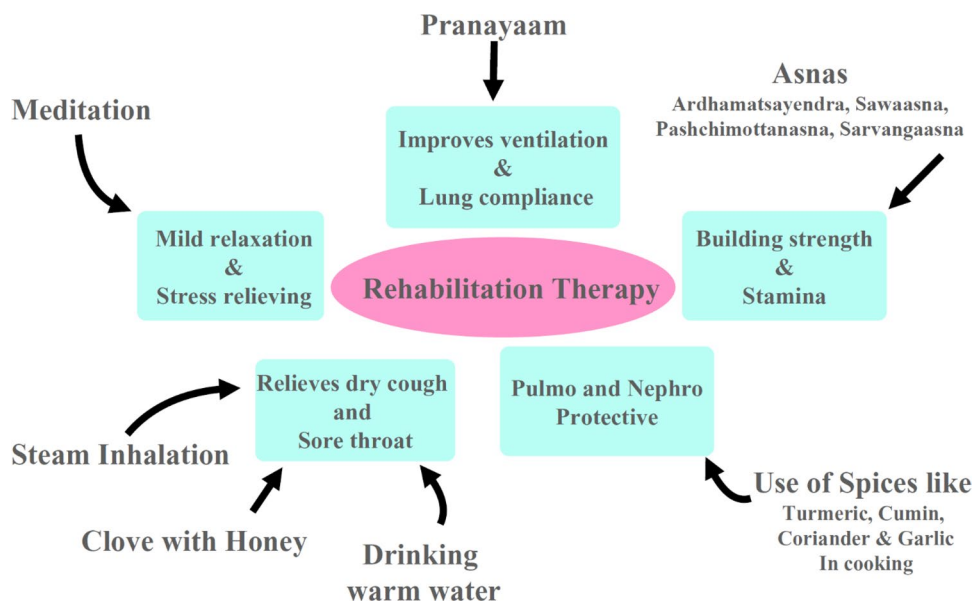 Pranayaam
Asnas
Ardhamatsayendra, Sawaasna,
Pashchimottanasna, Sarvangaasna
Meditation
Improves ventilation
&
Lung compliance
Mild relaxation
&
Stress relieving
Building strength
&
Stamina
Rehabilitation Therapy
Relieves dry cough
and
Sore throat
Pulmo and Nephro
Protective
Steam Inhalation
Clove with Honey
Drinking
warm water
Use of Spices like
Turmeric, Cumin,
Coriander & Garlic
In cooking